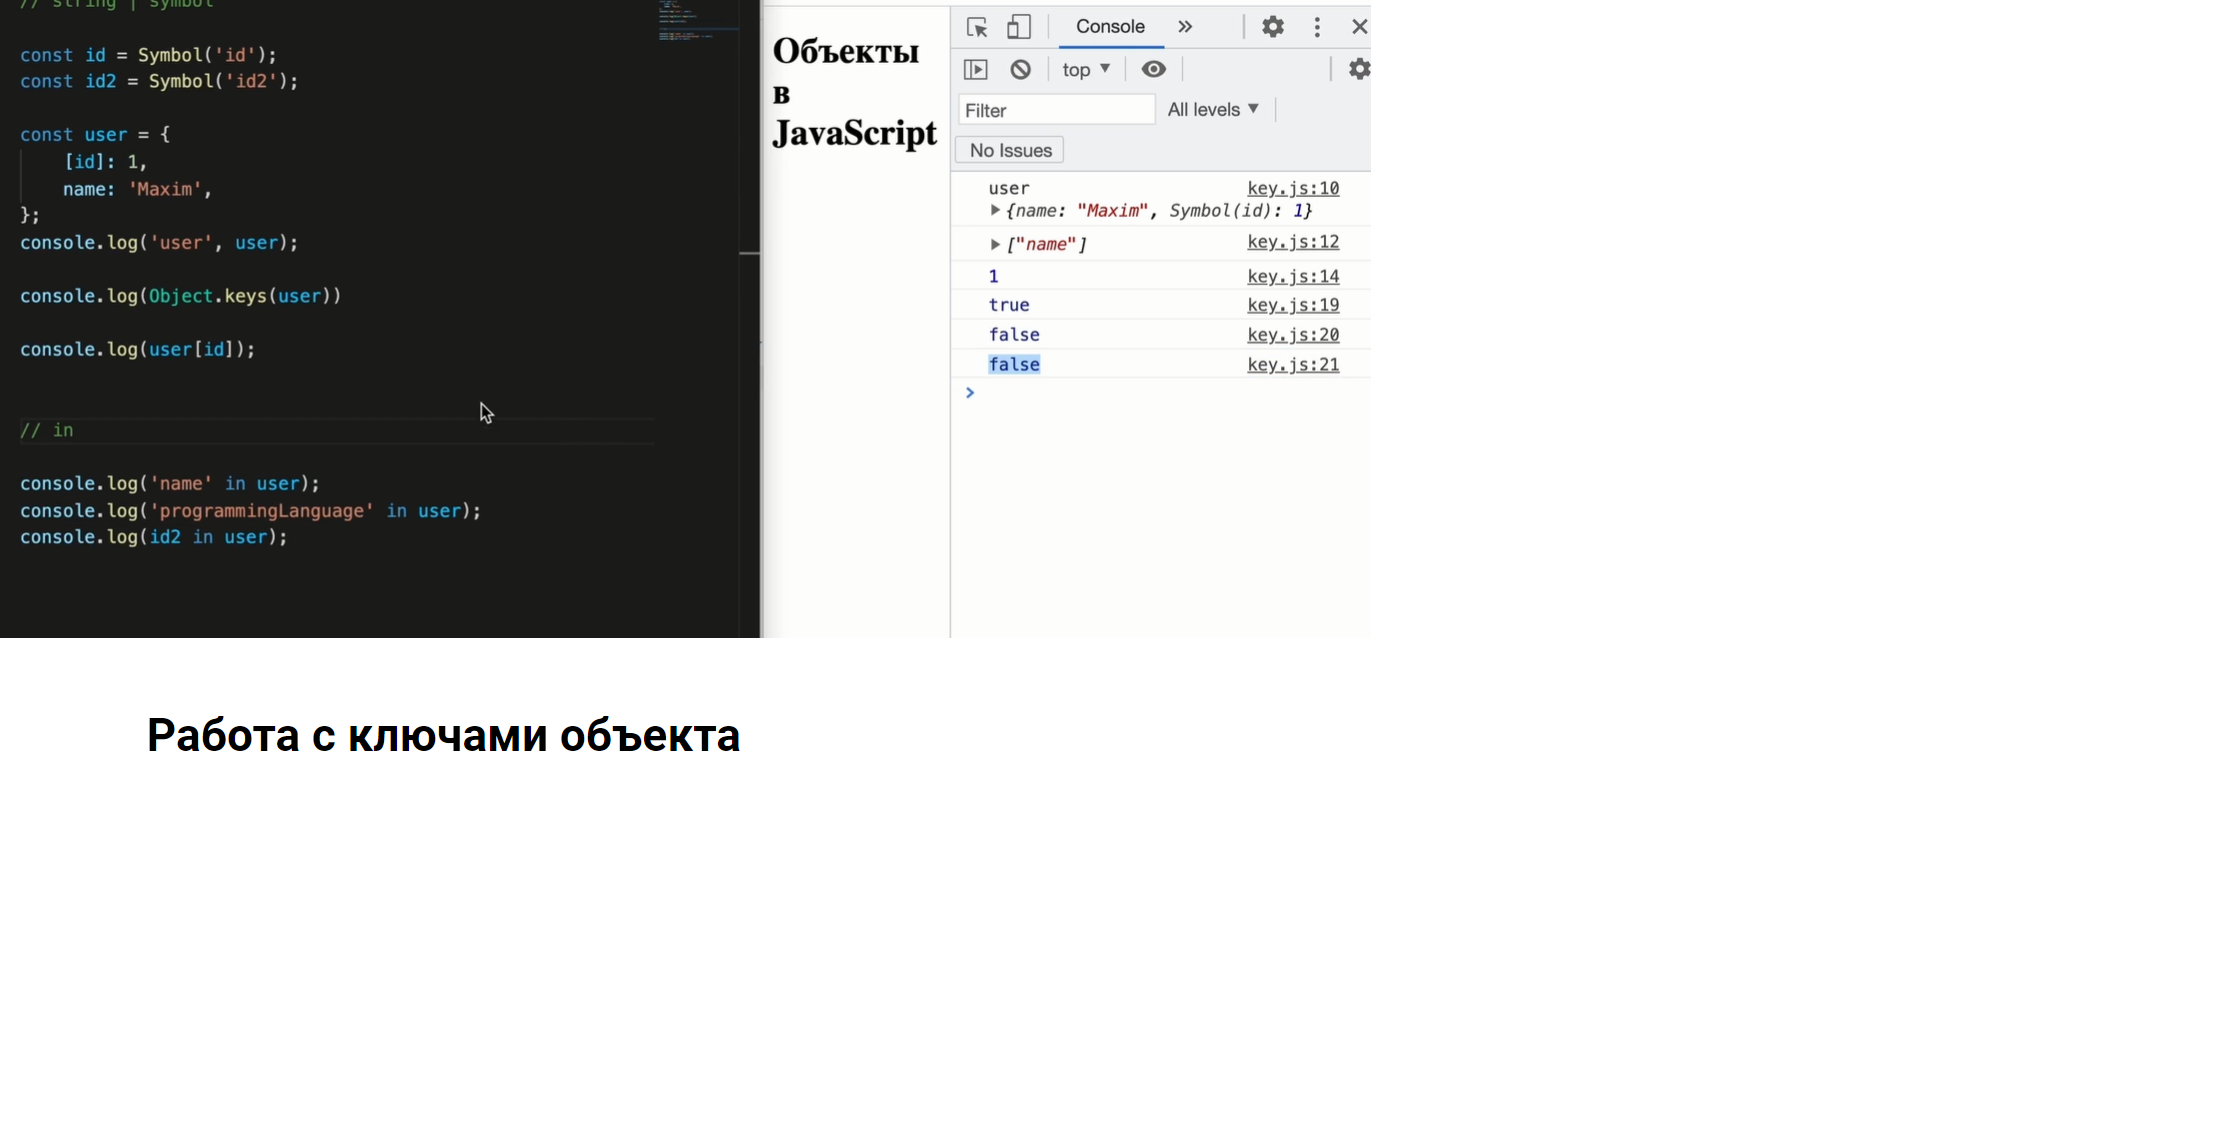 // string | symbol
const id = Symbol('id');
const id2 = Symbol('id2');
const user = {
[id]: 1,
name: 'Maxim',
};
console.log('user', user);
console.log(Object.keys(user))
console.log(user[id]);
// in
console.log('name' in user);
console.log('programmingLanguage' in user);
console.log(id2 in user);
Объекты
в
JavaScript
Console »
top ▼
Filter All levels ▼
No Issues
user key.js:10
{name: "Maxim", Symbol(id): 1}
["name"] key.js:12
1 key.js:14
true key.js:19
false key.js:20
false key.js:21
>
Работа с ключами объекта